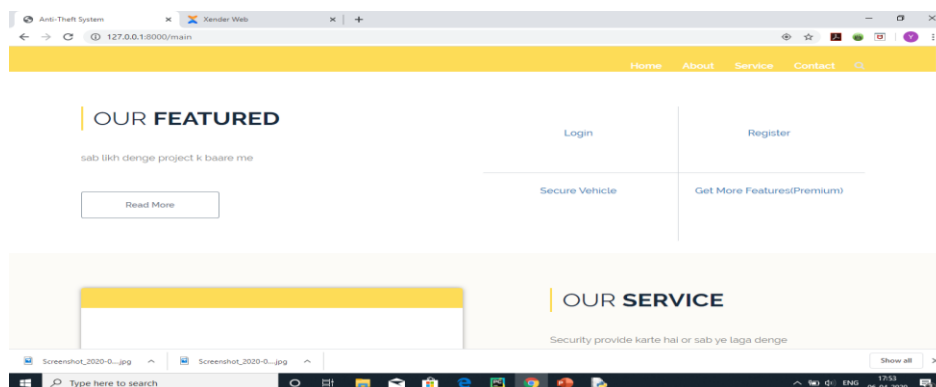 Anti-Theft System
Xender Web
127.0.0.1:8000/main
Home About Service Contact
OUR FEATURED
sab likh denge project k baare me
Read More
Login
Register
Secure Vehicle
Get More Features(Premium)
OUR SERVICE
Security provide karte hai or sab ye laga denge
Screenshot_2020-0....jpg
Screenshot_2020-0....jpg
Show all
Type here to search
ENG
17:53
06-04-2020